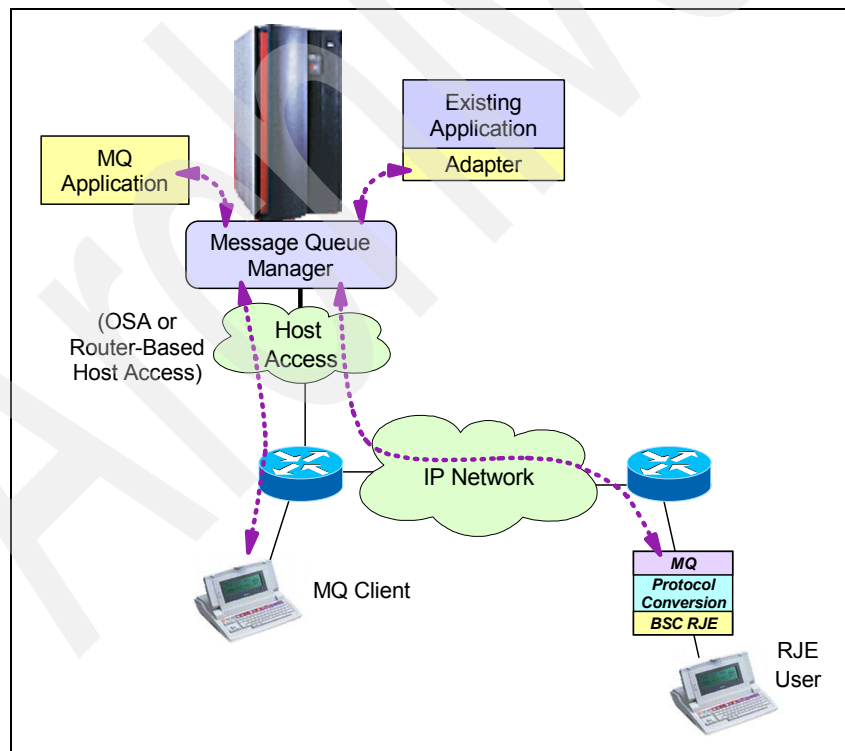 Existing
Application
Adapter
MQ
Application
Message Queue
Manager
(OSA or
Router-Based
Host Access)
Host
Access
IP Network
MQ Client
MQ
Protocol
Conversion
BSC RJE
RJE
User